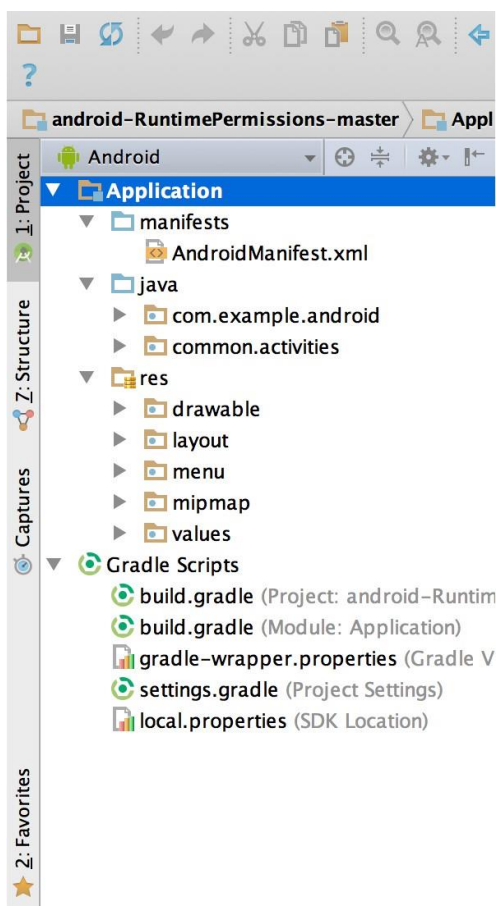 ?
android-RuntimePermissions-master
Appl
1: Project
Z: Structure
Captures
2: Favorites
Android
Application
manifests
AndroidManifest.xml
java
com.example.android
common.activities
res
drawable
layout
menu
mipmap
values
Gradle Scripts
build.gradle (Project: android-Runtim
build.gradle (Module: Application)
gradle-wrapper.properties (Gradle V
settings.gradle (Project Settings)
local.properties (SDK Location)